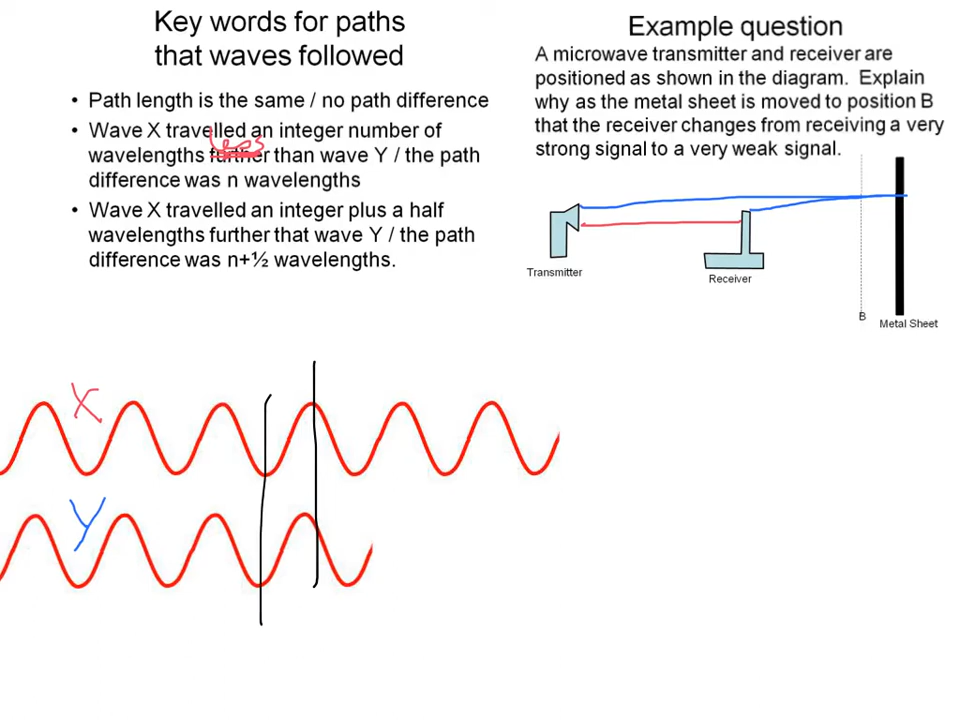 Key words for paths
that waves followed
• Path length is the same / no path difference
• Wave X travelled an integer number of
less
wavelengths further than wave Y / the path
difference was n wavelengths
• Wave X travelled an integer plus a half
wavelengths further that wave Y / the path
difference was n+½ wavelengths.
Example question
A microwave transmitter and receiver are
positioned as shown in the diagram. Explain
why as the metal sheet is moved to position B
that the receiver changes from receiving a very
strong signal to a very weak signal.
Transmitter
Receiver
B
Metal Sheet
X
Y